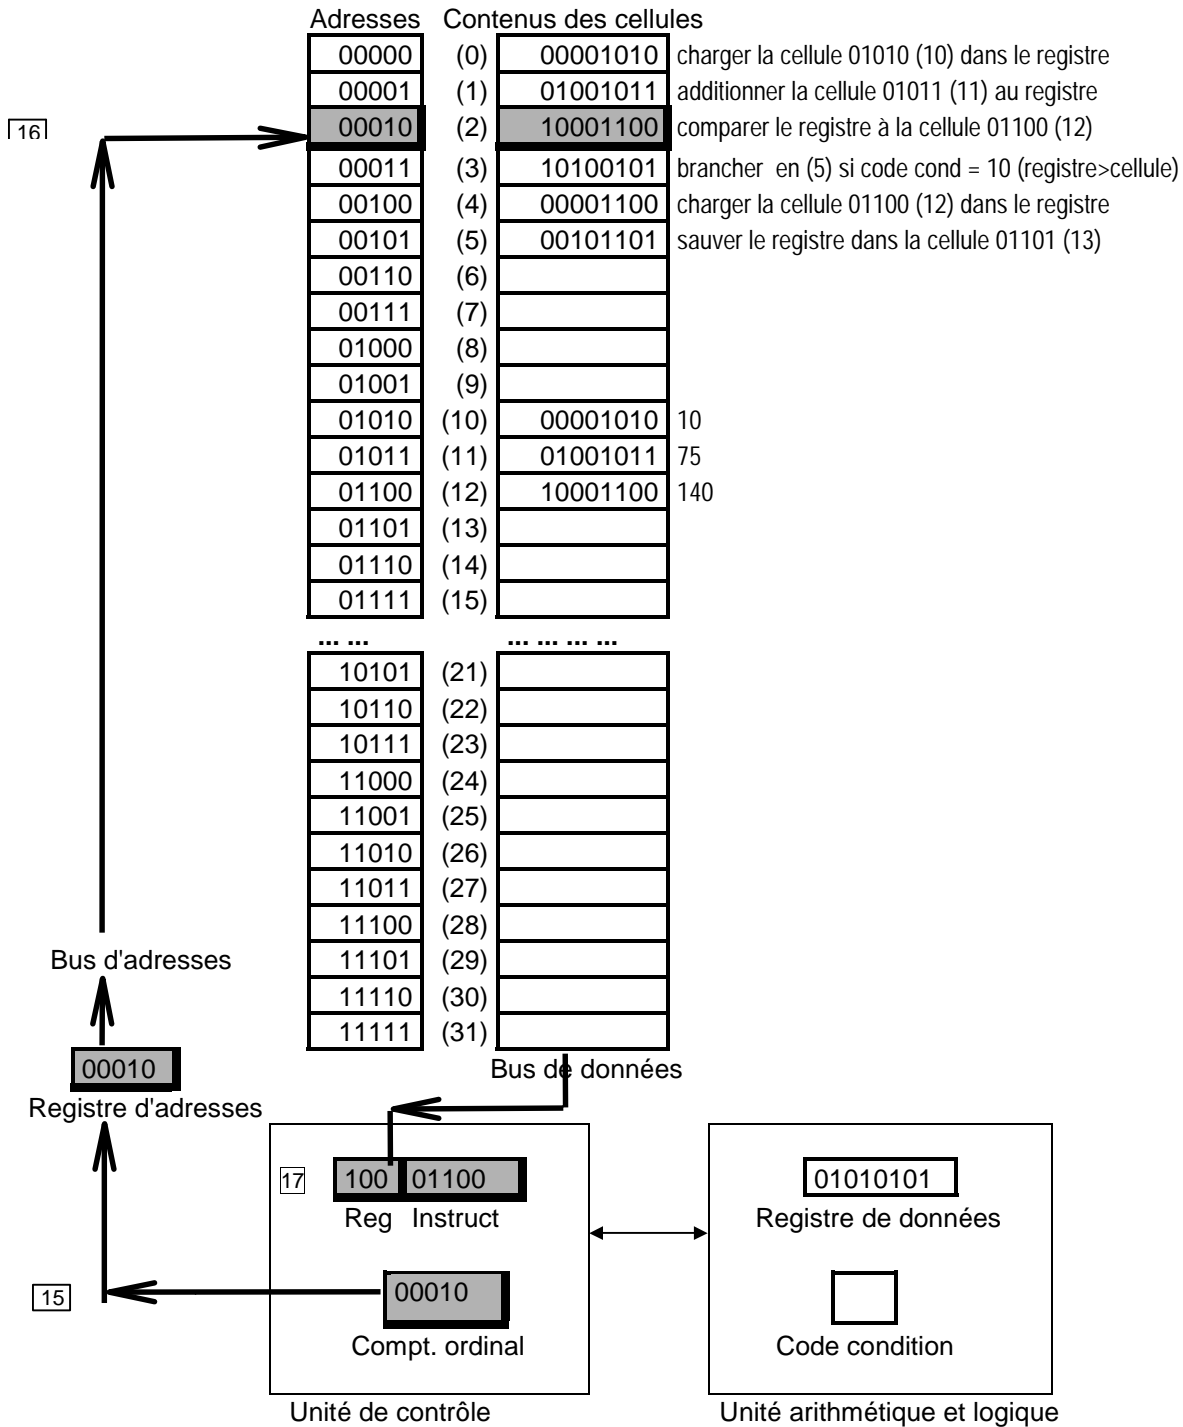 Adresses Contenus des cellules
00000 (0) 00001010 charger la cellule 01010 (10) dans le registre
00001 (1) 01001011 additionner la cellule 01011 (11) au registre
16 00010 (2) 10001100 comparer le registre à la cellule 01100 (12)
00011 (3) 10100101 brancher en (5) si code cond = 10 (registre>cellule)
00100 (4) 00001100 charger la cellule 01100 (12) dans le registre
00101 (5) 00101101 sauver le registre dans la cellule 01101 (13)
00110 (6)
00111 (7)
01000 (8)
01001 (9)
01010 (10) 00001010 10
01011 (11) 01001011 75
01100 (12) 10001100 140
01101 (13)
01110 (14)
01111 (15)
... ... ... ... ... ...
10101 (21)
10110 (22)
10111 (23)
11000 (24)
11001 (25)
11010 (26)
11011 (27)
11100 (28)
Bus d'adresses 11101 (29)
11110 (30)
11111 (31)
00010 Bus de données
Registre d'adresses
17 100 01100 01010101
Reg Instruct Registre de données
15 00010
Compt. ordinal Code condition
Unité de contrôle Unité arithmétique et logique